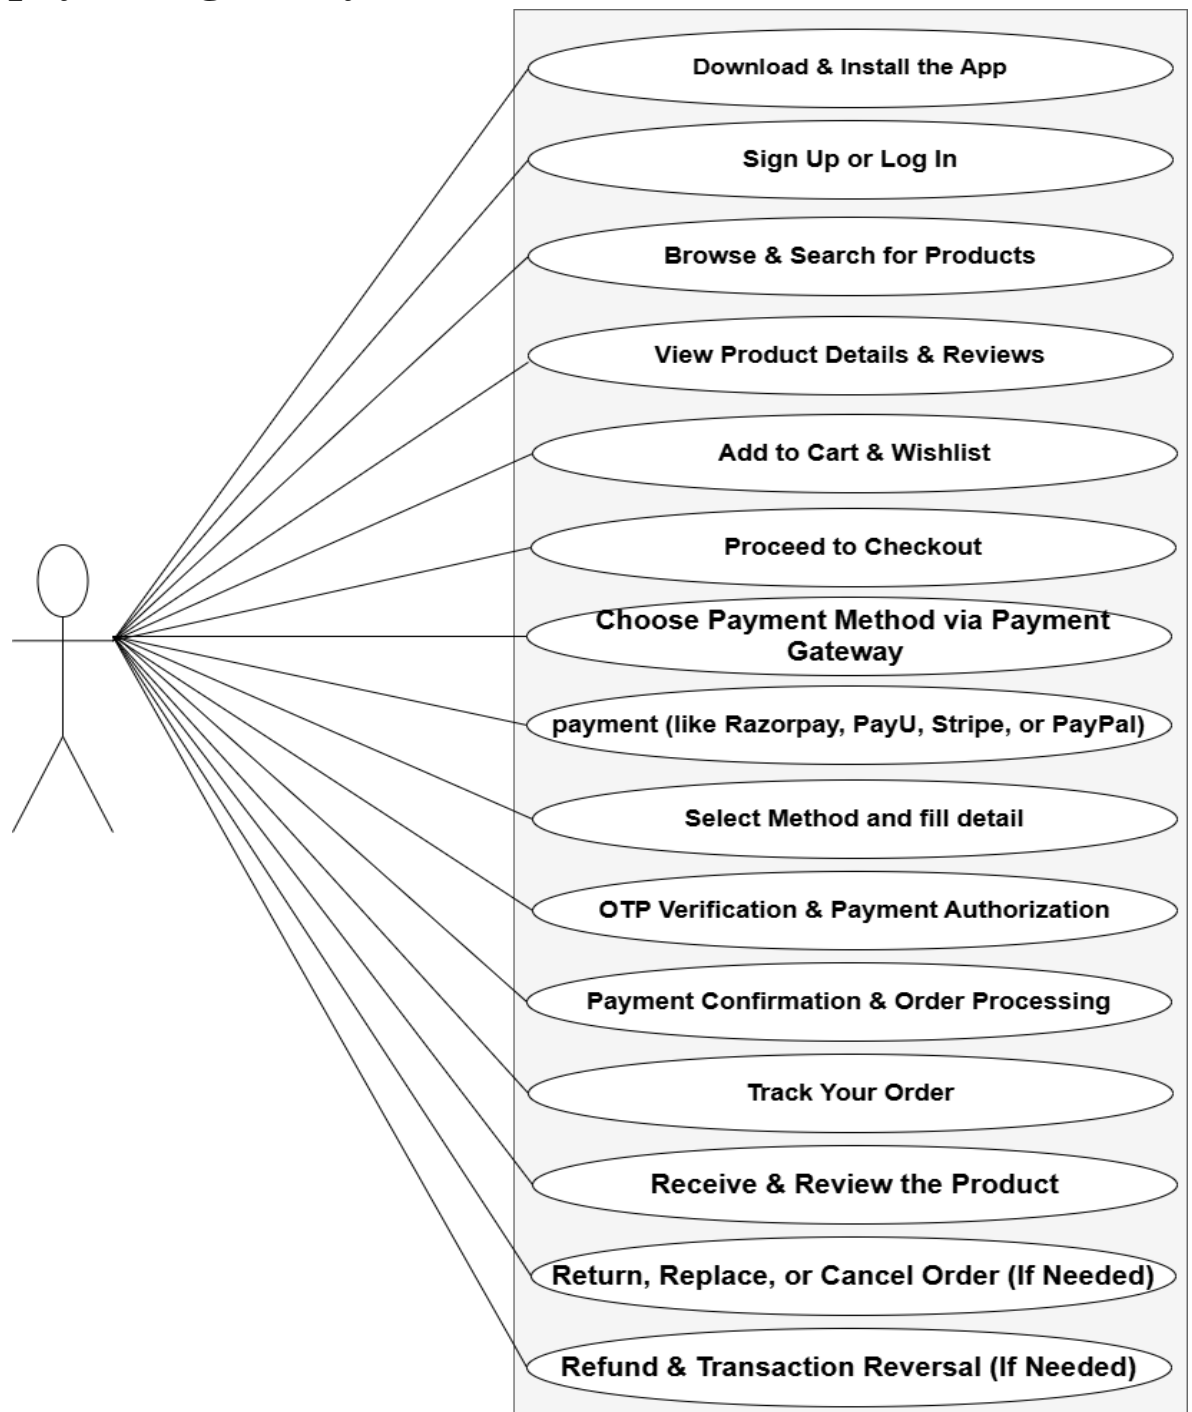 Download & Install the App
Sign Up or Log In
Browse & Search for Products
View Product Details & Reviews
Add to Cart & Wishlist
Proceed to Checkout
Choose Payment Method via Payment
Gateway
payment (like Razorpay, PayU, Stripe, or PayPal)
Select Method and fill detail
OTP Verification & Payment Authorization
Payment Confirmation & Order Processing
Track Your Order
Receive & Review the Product
Return, Replace, or Cancel Order (If Needed)
Refund & Transaction Reversal (If Needed)